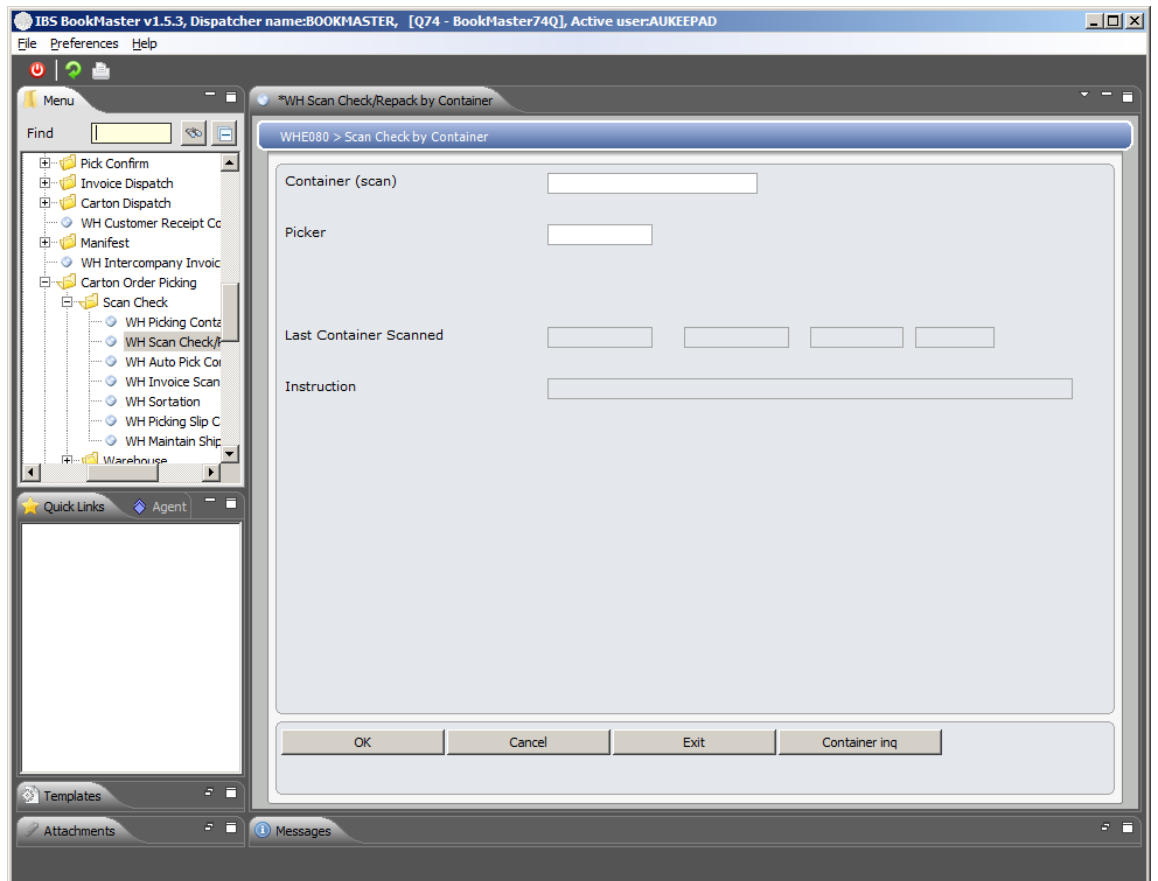 IBS BookMaster v1.5.3, Dispatcher name:BOOKMASTER, [Q74 - BookMaster74Q], Active user:AUKEEPAD
File Preferences Help
Menu
Find
Pick Confirm
Invoice Dispatch
Carton Dispatch
WH Customer Receipt Co
Manifest
WH Intercompany Invoic
Carton Order Picking
Scan Check
WH Picking Conta
WH Scan Check/R
WH Auto Pick Con
WH Invoice Scan
WH Sortation
WH Picking Slip C
WH Maintain Ship
Warehouse
Quick Links Agent
Templates
Attachments
*WH Scan Check/Repack by Container
WHE080 > Scan Check by Container
Container (scan)
Picker
Last Container Scanned
Instruction
OK Cancel Exit Container inq
Messages